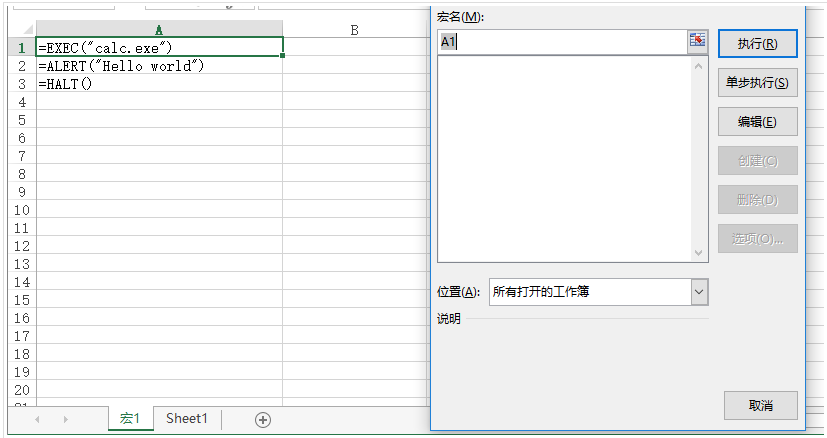 宏名(M):
A
B
1
=EXEC("calc.exe")
2
=ALERT("Hello world")
3
=HALT()
4
5
6
7
8
9
10
11
12
13
14
15
16
17
18
19
20
A1
执行(R)
单步执行(S)
编辑(E)
创建(C)
删除(D)
选项(O)...
位置(A):
所有打开的工作簿
说明
取消
宏1
Sheet1